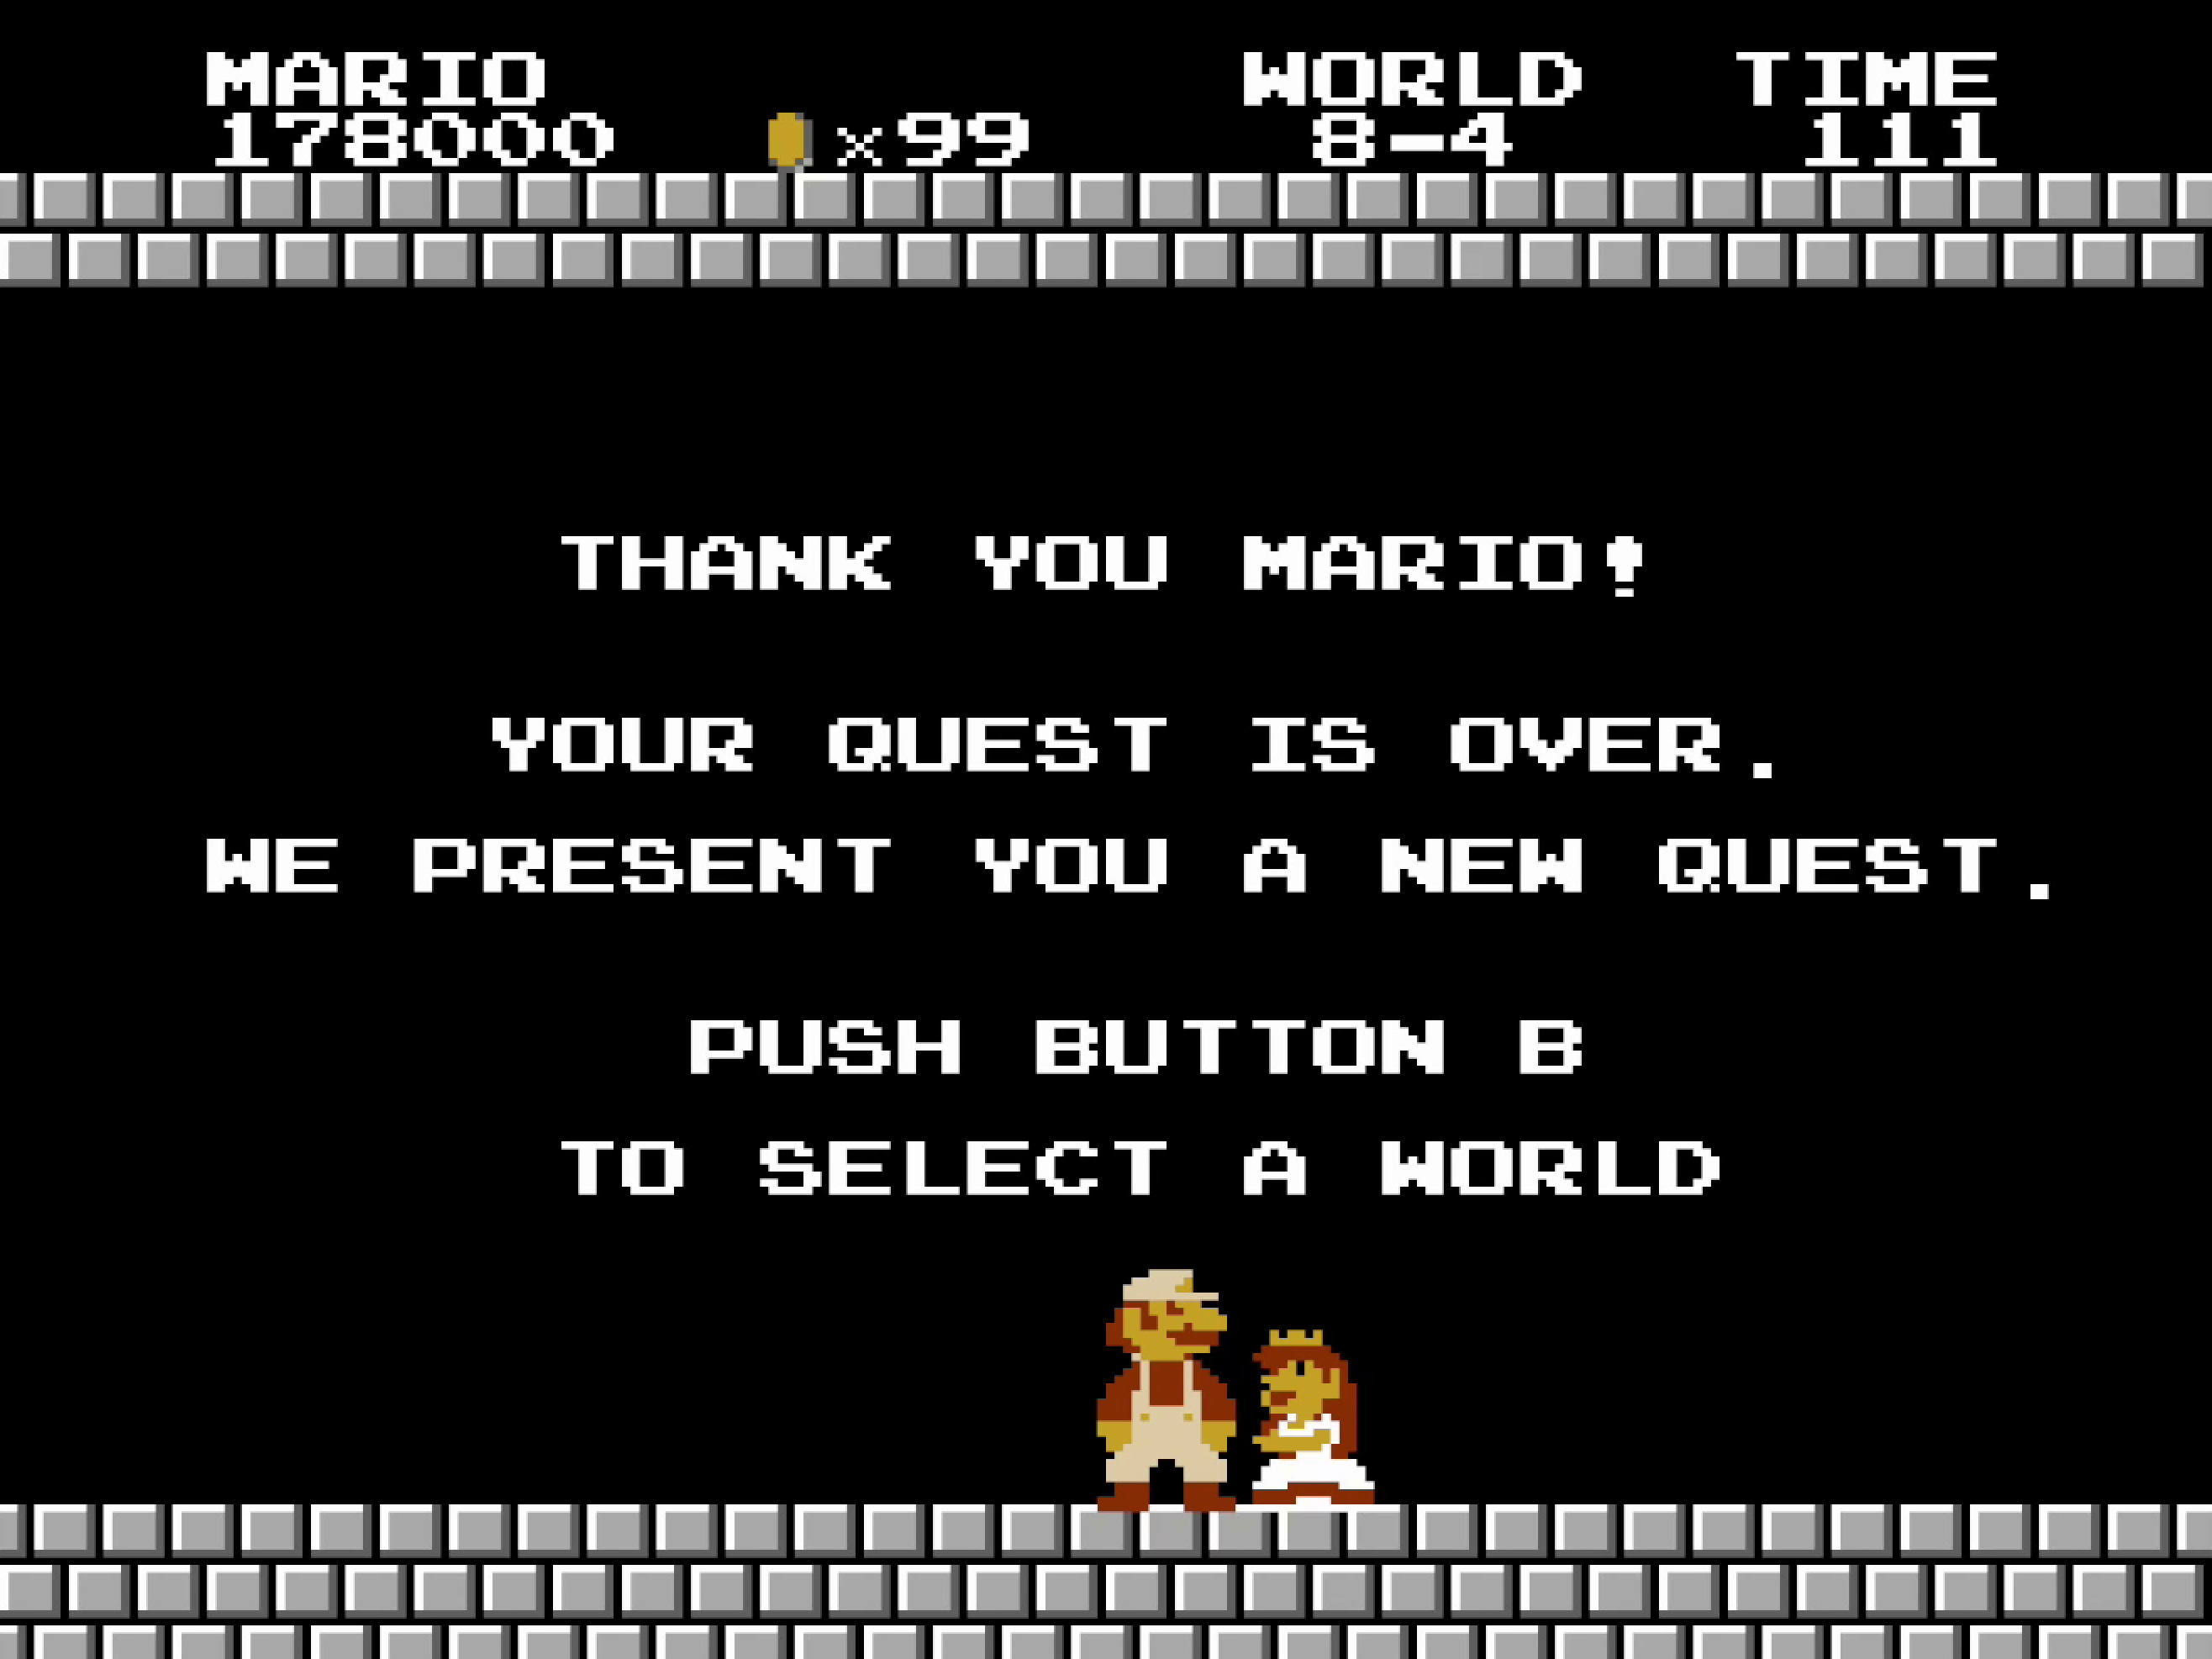 MARIO WORLD TIME
178000 ×99 8-4 111
THANK YOU MARIO!
YOUR QUEST IS OVER.
WE PRESENT YOU A NEW QUEST.
PUSH BUTTON B
TO SELECT A WORLD